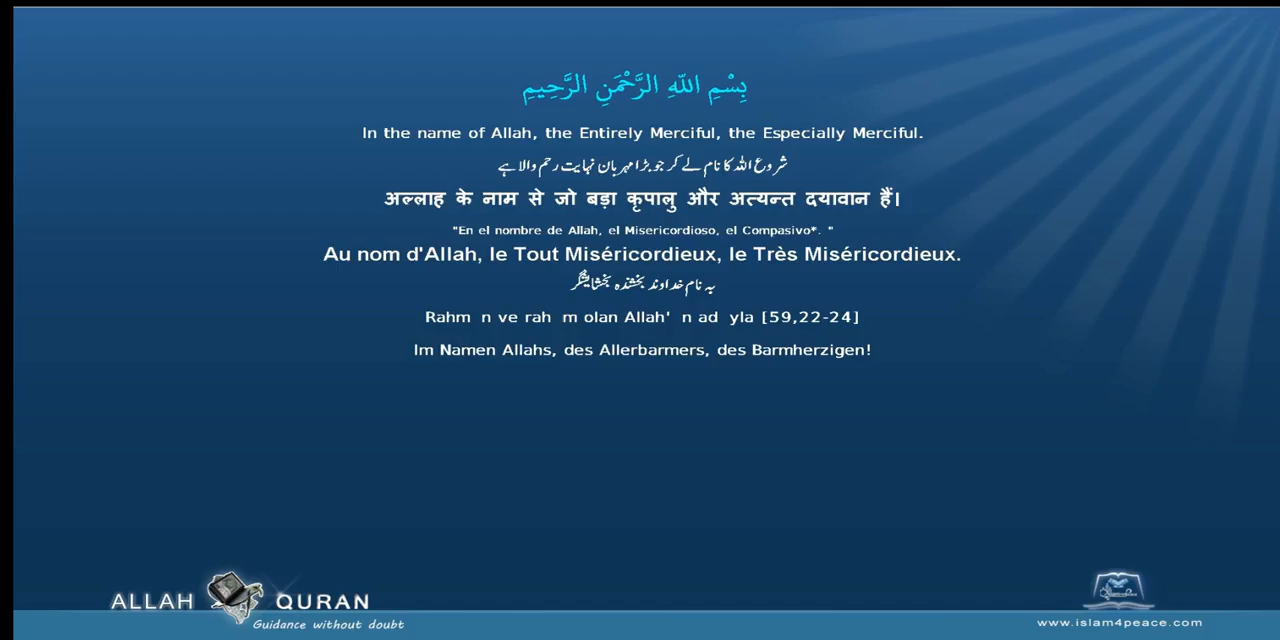 بِسْمِ اللّهِ الرَّحْمَنِ الرَّحِيمِ
In the name of Allah, the Entirely Merciful, the Especially Merciful.
شروع الله کا نام لے کر جو بڑا مہربان نہایت رحم والا ہے
अल्लाह के नाम से जो बड़ा कृपालु और अत्यन्त दयावान हैं।
"En el nombre de Allah, el Misericordioso, el Compasivo*. "
Au nom d'Allah, le Tout Miséricordieux, le Très Miséricordieux.
به نام خداوند بخشنده بخشایشگر
Rahm n ve rah m olan Allah' n ad yla [59,22-24]
Im Namen Allahs, des Allerbarmers, des Barmherzigen!
ALLAH QURAN
Guidance without doubt
www.islam4peace.com